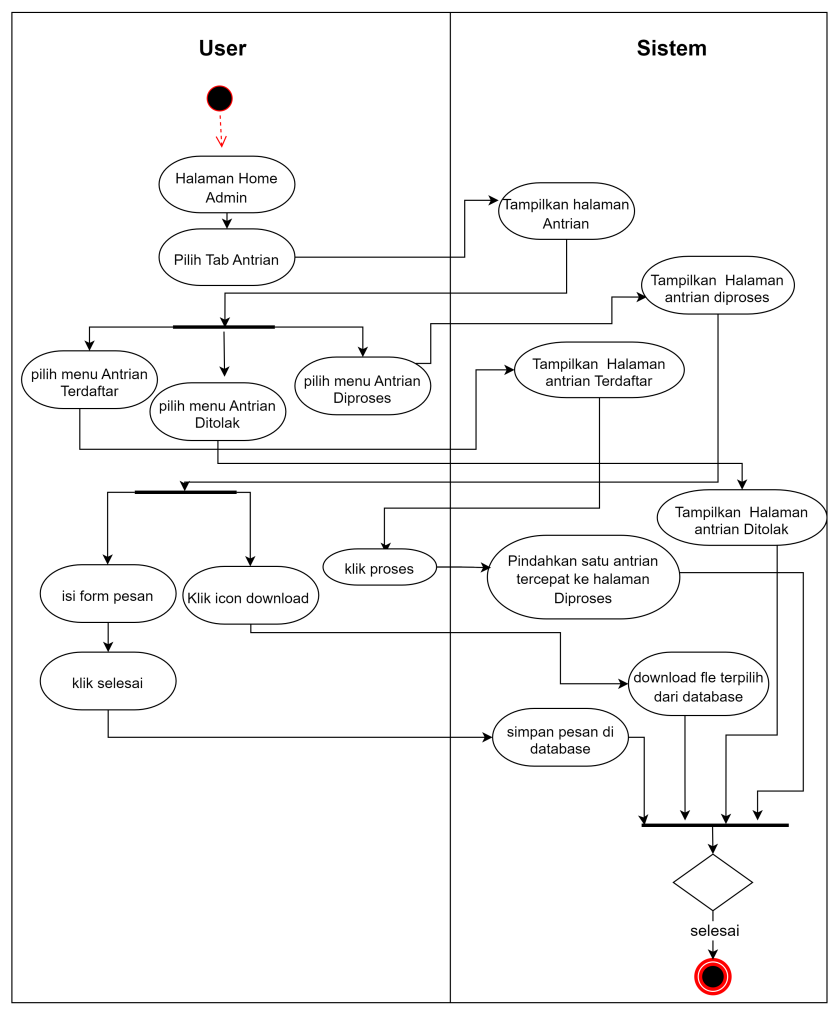 User
Sistem
Halaman Home
Admin
Pilih Tab Antrian
Tampilkan halaman
Antrian
Tampilkan Halaman
antrian diproses
pilih menu Antrian
Terdaftar
pilih menu Antrian
Ditolak
pilih menu Antrian
Diproses
Tampilkan Halaman
antrian Terdaftar
Tampilkan Halaman
antrian Ditolak
klik proses
Pindahkan satu antrian
tercepat ke halaman
Diproses
isi form pesan
Klik icon download
klik selesai
download fle terpilih
dari database
simpan pesan di
database
selesai